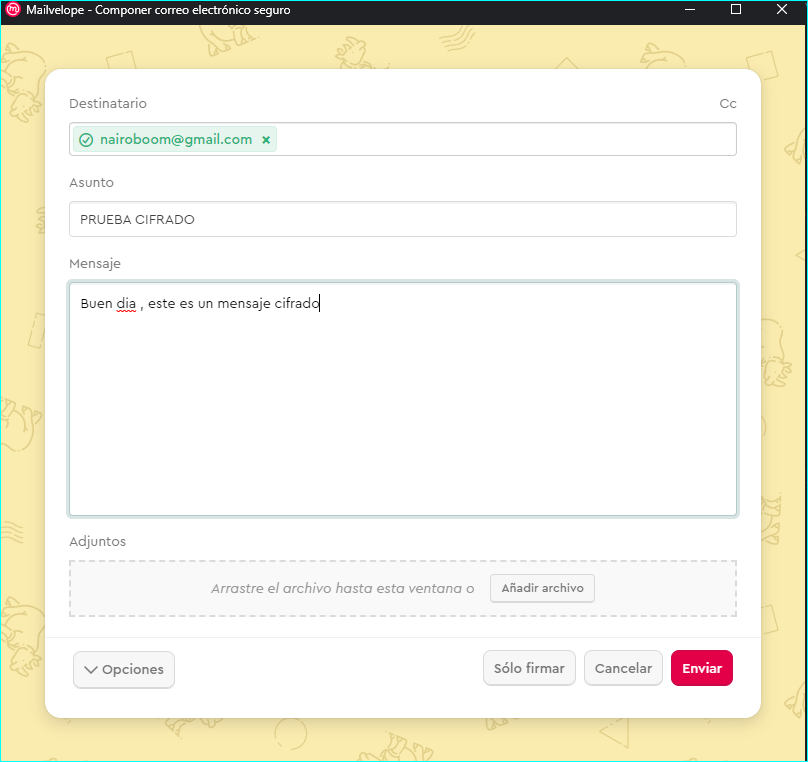 Mailvelope - Componer correo electrónico seguro
Destinatario
Cc
nairoboom@gmail.com ×
Asunto
PRUEBA CIFRADO
Mensaje
Buen dia , este es un mensaje cifrado
Adjuntos
Arrastre el archivo hasta esta ventana o
Añadir archivo
Opciones
Sólo firmar
Cancelar
Enviar